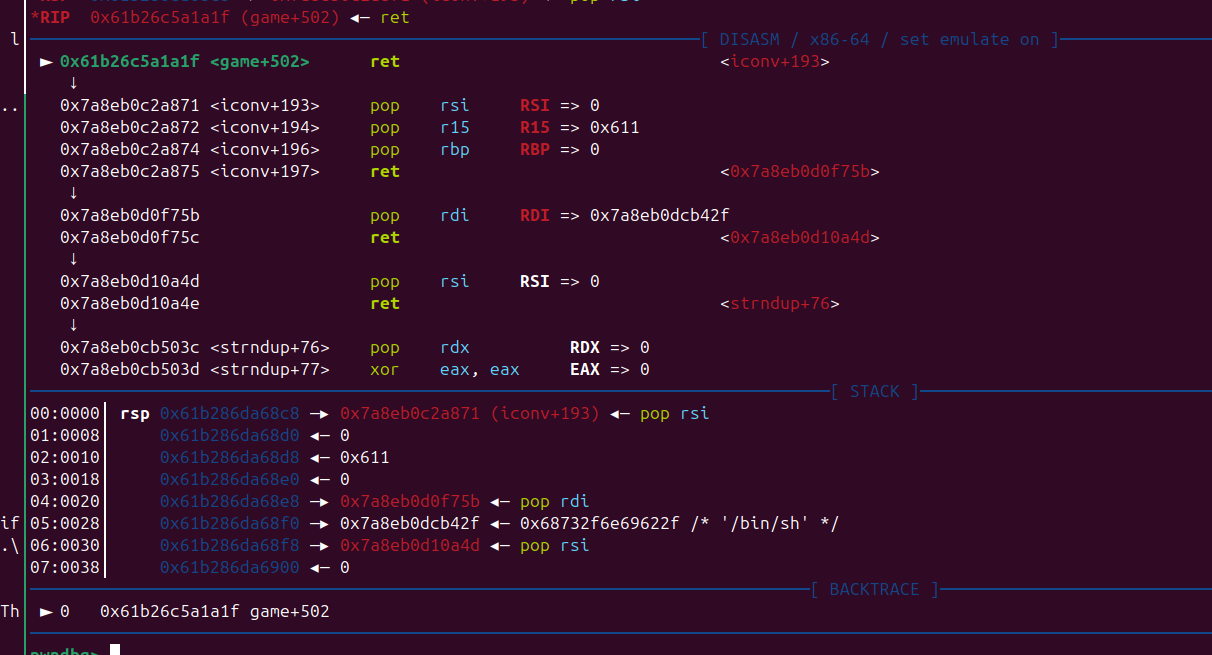 *RIP  0x61b26c5a1a1f (game+502) ◂— ret
l
[ DISASM / x86-64 / set emulate on ]
► 0x61b26c5a1a1f <game+502>      ret                                <iconv+193>
↓
.. 0x7a8eb0c2a871 <iconv+193>     pop    rsi     RSI => 0
0x7a8eb0c2a872 <iconv+194>     pop    r15     R15 => 0x611
0x7a8eb0c2a874 <iconv+196>     pop    rbp     RBP => 0
0x7a8eb0c2a875 <iconv+197>     ret                                <0x7a8eb0d0f75b>
↓
0x7a8eb0d0f75b                 pop    rdi     RDI => 0x7a8eb0dcb42f
0x7a8eb0d0f75c                 ret                                <0x7a8eb0d10a4d>
↓
0x7a8eb0d10a4d                 pop    rsi     RSI => 0
0x7a8eb0d10a4e                 ret                                <strndup+76>
↓
0x7a8eb0cb503c <strndup+76>    pop    rdx          RDX => 0
0x7a8eb0cb503d <strndup+77>    xor    eax, eax     EAX => 0
[ STACK ]
00:0000│ rsp 0x61b286da68c8 —▸ 0x7a8eb0c2a871 (iconv+193) ◂— pop rsi
01:0008│     0x61b286da68d0 ◂— 0
02:0010│     0x61b286da68d8 ◂— 0x611
03:0018│     0x61b286da68e0 ◂— 0
04:0020│     0x61b286da68e8 —▸ 0x7a8eb0d0f75b ◂— pop rdi
if 05:0028│     0x61b286da68f0 —▸ 0x7a8eb0dcb42f ◂— 0x68732f6e69622f /* '/bin/sh' */
.\ 06:0030│     0x61b286da68f8 —▸ 0x7a8eb0d10a4d ◂— pop rsi
07:0038│     0x61b286da6900 ◂— 0
[ BACKTRACE ]
Th ► 0   0x61b26c5a1a1f game+502
pwndbg>